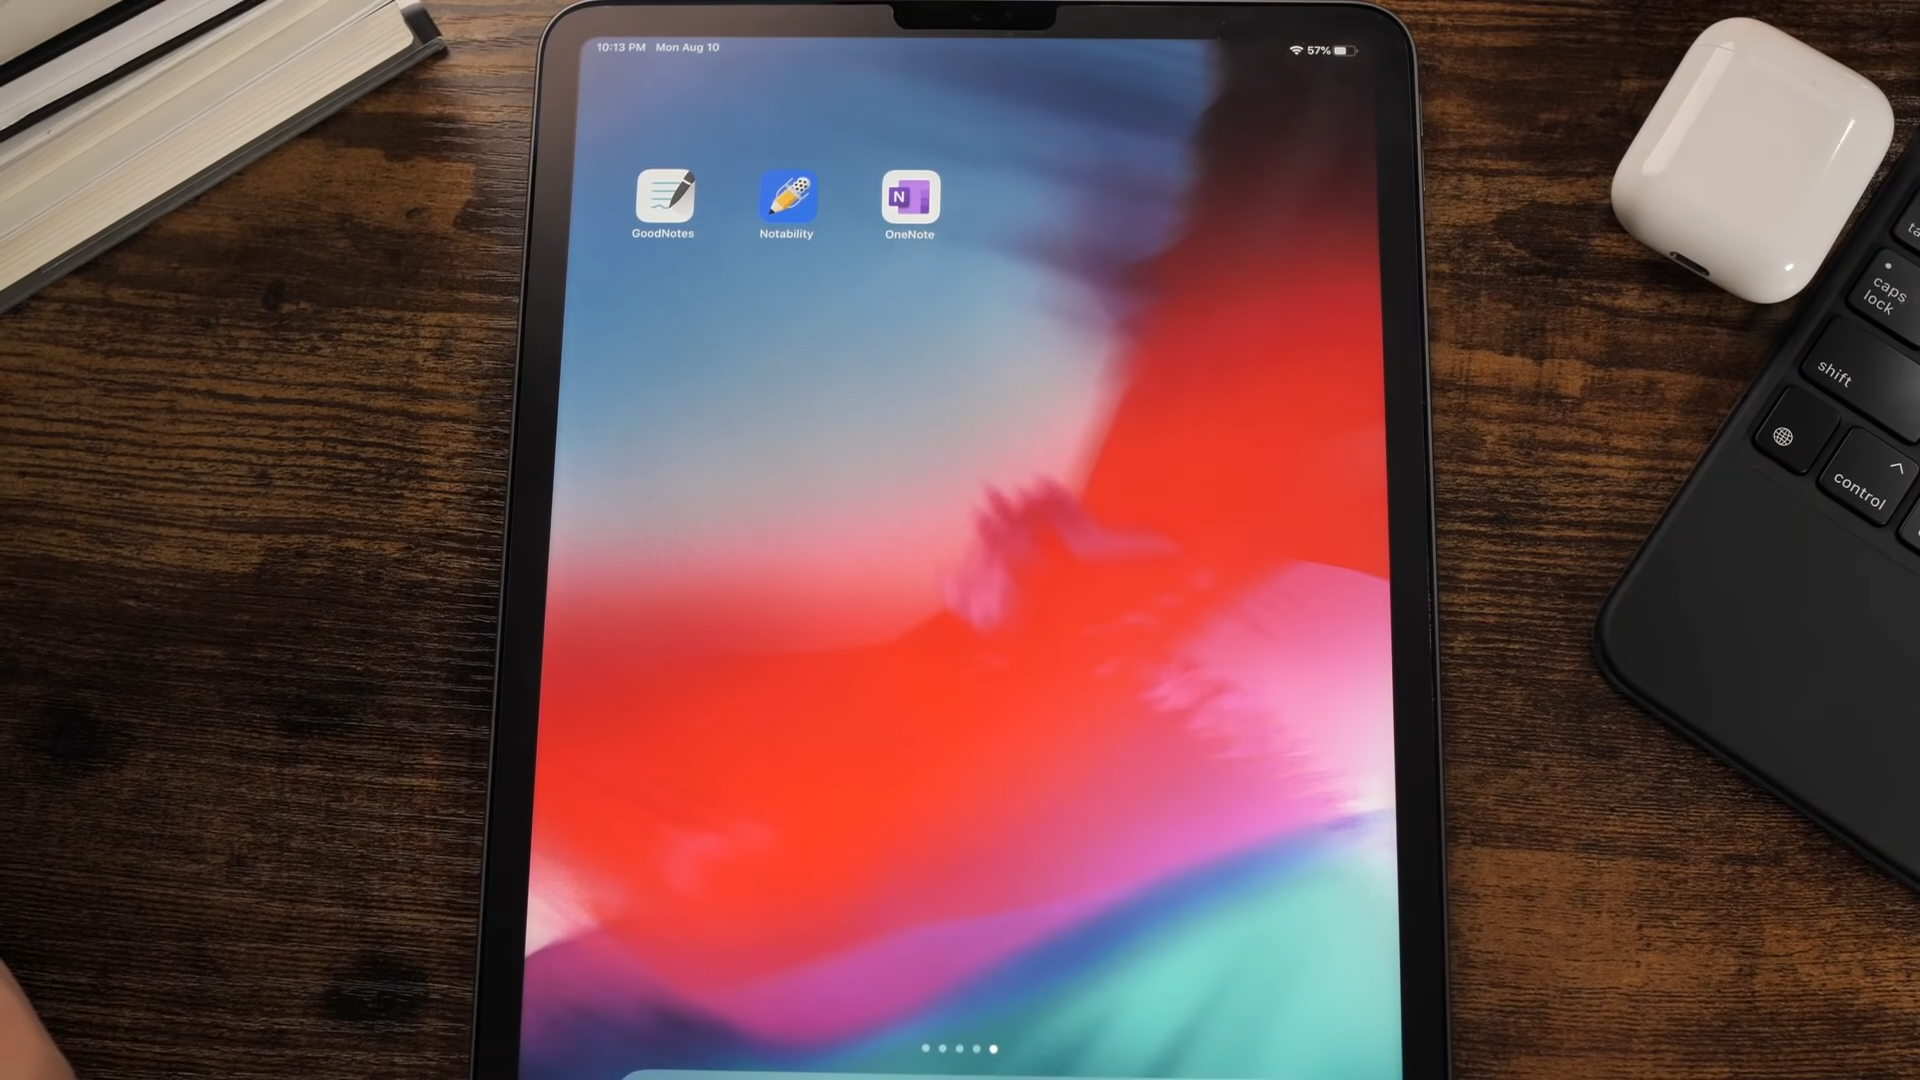 10:13 PM Mon Aug 10
57%
GoodNotes
Notability
N
OneNote
caps
lock
shift
control